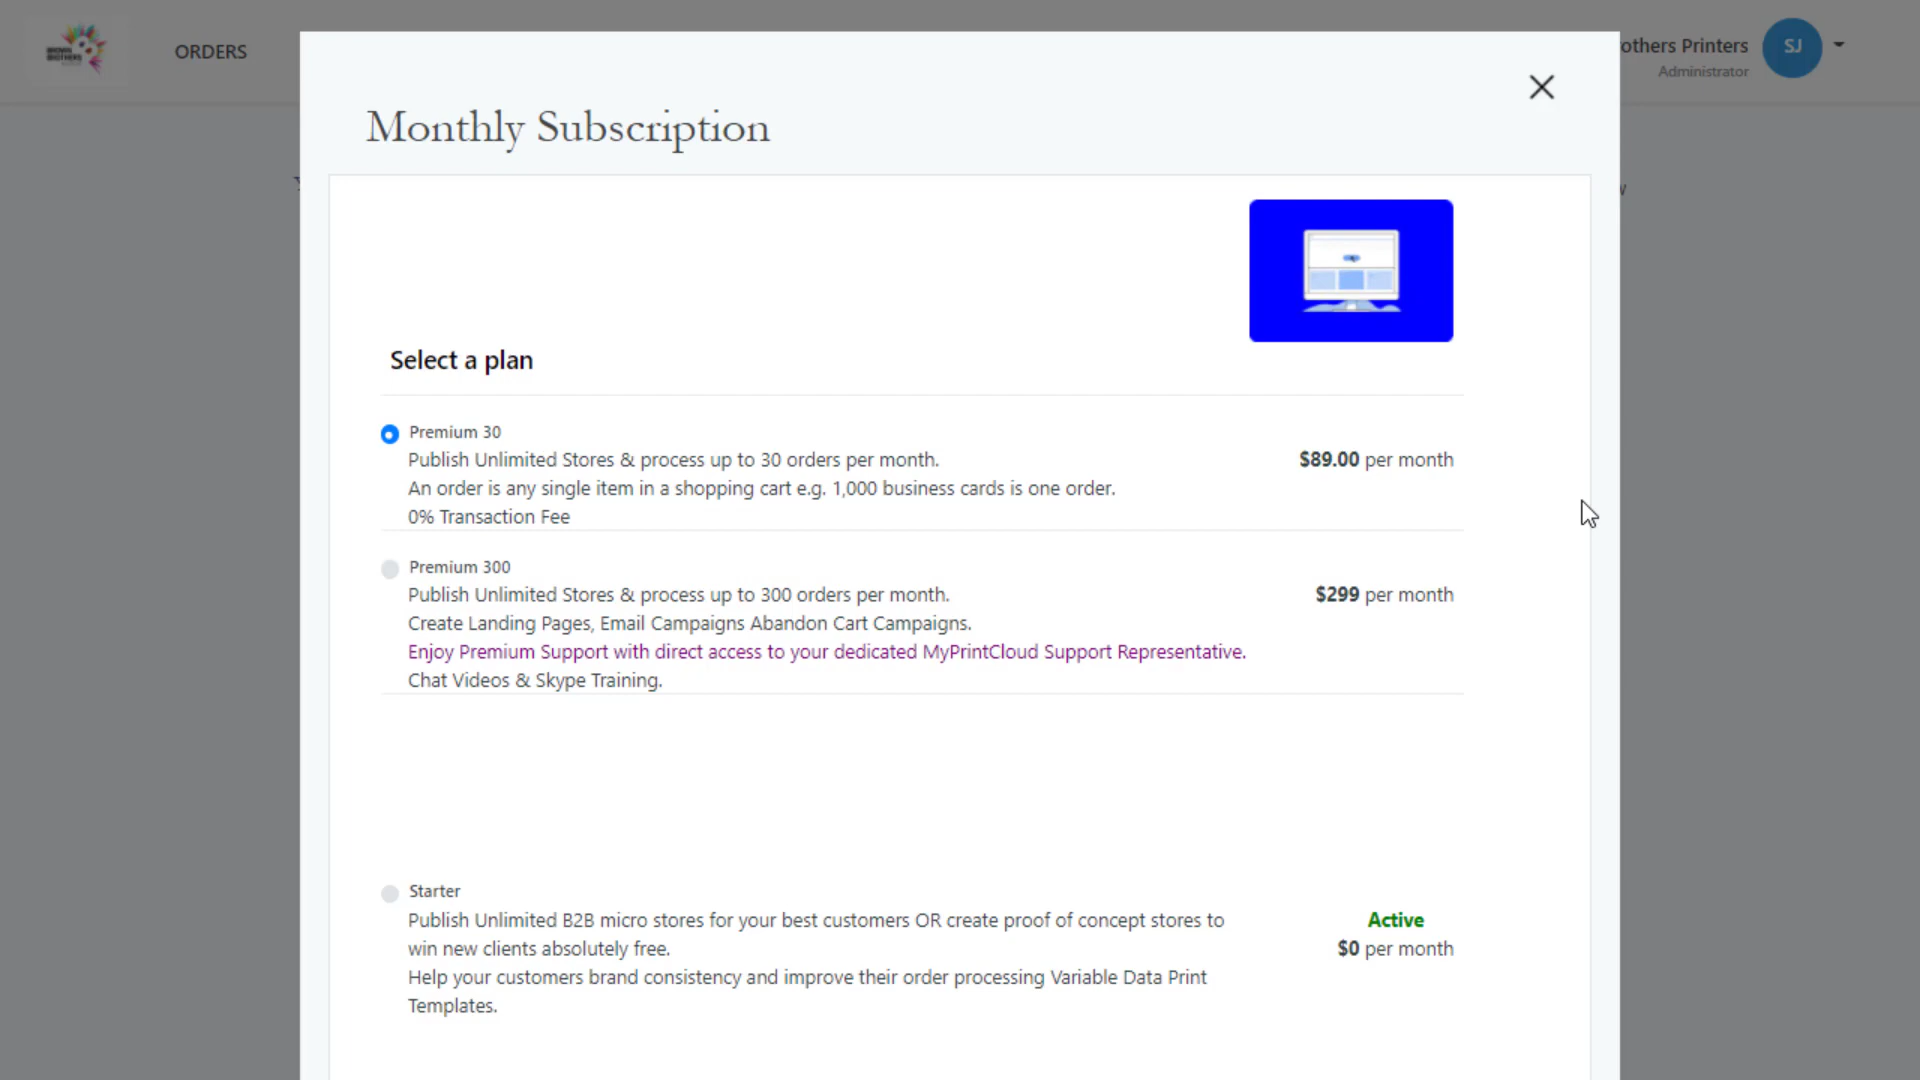 BROWN
BROTHERS
ORDERS
others Printers
Administrator
SJ
Monthly Subscription
Select a plan
Premium 30
Publish Unlimited Stores & process up to 30 orders per month.
$89.00 per month
An order is any single item in a shopping cart e.g. 1,000 business cards is one order.
0% Transaction Fee
Premium 300
Publish Unlimited Stores & process up to 300 orders per month.
$299 per month
Create Landing Pages, Email Campaigns Abandon Cart Campaigns.
Enjoy Premium Support with direct access to your dedicated MyPrintCloud Support Representative.
Chat Videos & Skype Training.
Starter
Publish Unlimited B2B micro stores for your best customers OR create proof of concept stores to
Active
win new clients absolutely free.
$0 per month
Help your customers brand consistency and improve their order processing Variable Data Print
Templates.